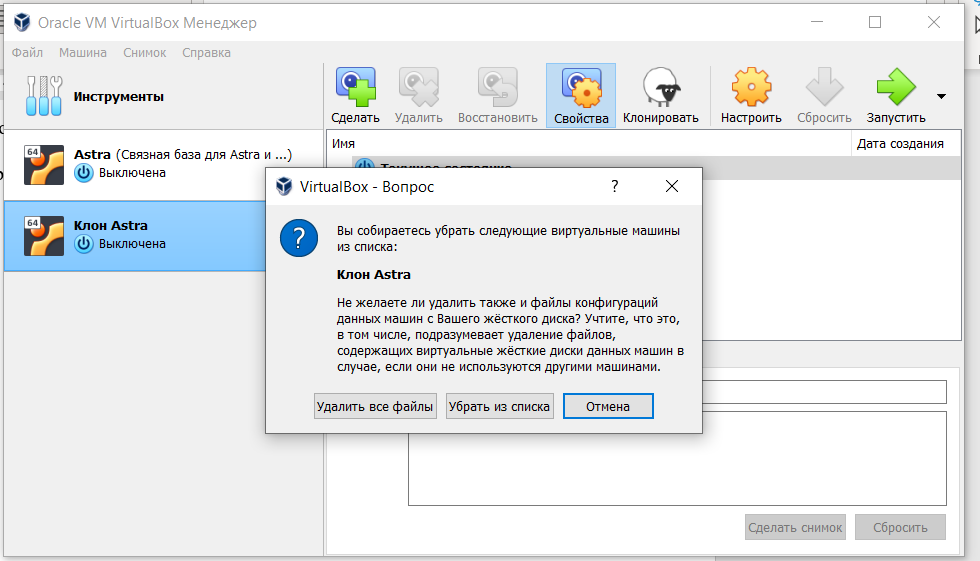 Oracle VM VirtualBox Менеджер
Файл Машина Снимок Справка
Инструменты
Сделать Удалить Восстановить Свойства Клонировать Настроить Сбросить Запустить
Имя Дата создания
64
Astra (Связная база для Astra и ...)
Выключена
64
Клон Astra
Выключена
Текущее состояние
VirtualBox - Вопрос ?
Вы собираетесь убрать следующие виртуальные машины
из списка:
Клон Astra
Не желаете ли удалить также и файлы конфигураций
данных машин с Вашего жёсткого диска? Учтите, что это,
в том числе, подразумевает удаление файлов,
содержащих виртуальные жёсткие диски данных машин в
случае, если они не используются другими машинами.
Удалить все файлы Убрать из списка Отмена
Сделать снимок Сбросить